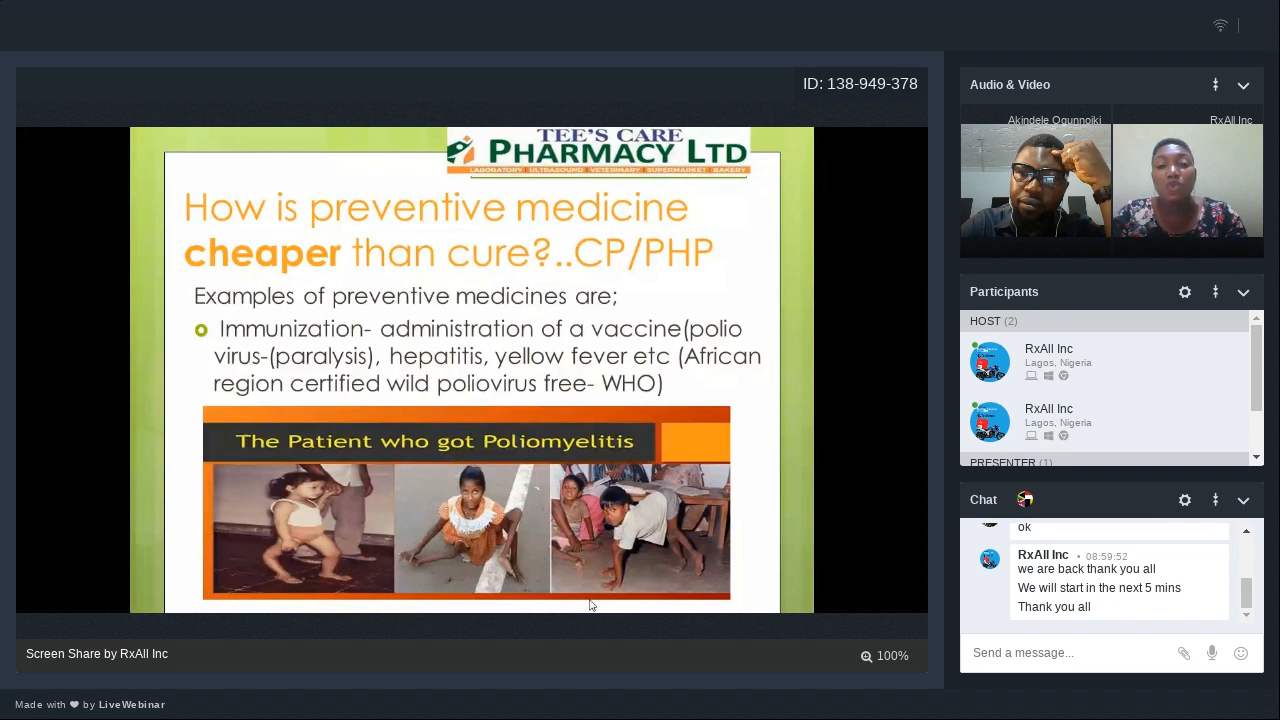 ID: 138-949-378
TEE'S CARE
PHARMACY LTD
LABORATORY | ULTRASOUND | VETERINARY | SUPERMARKET | BAKERY
How is preventive medicine
cheaper than cure?..CP/PHP
Examples of preventive medicines are;
Immunization- administration of a vaccine(polio
virus-(paralysis), hepatitis, yellow fever etc (African
region certified wild poliovirus free- WHO)
The Patient who got Poliomyelitis
Screen Share by RxAll Inc
100%
Audio & Video
Akindele Ogunnoiki
RxAll Inc
Participants
HOST (2)
RxAll Inc
Lagos, Nigeria
RxAll Inc
Lagos, Nigeria
PRESENTER (1)
Chat
ok
RxAll Inc • 08:59:52
we are back thank you all
We will start in the next 5 mins
Thank you all
Send a message...
Made with ❤ by LiveWebinar